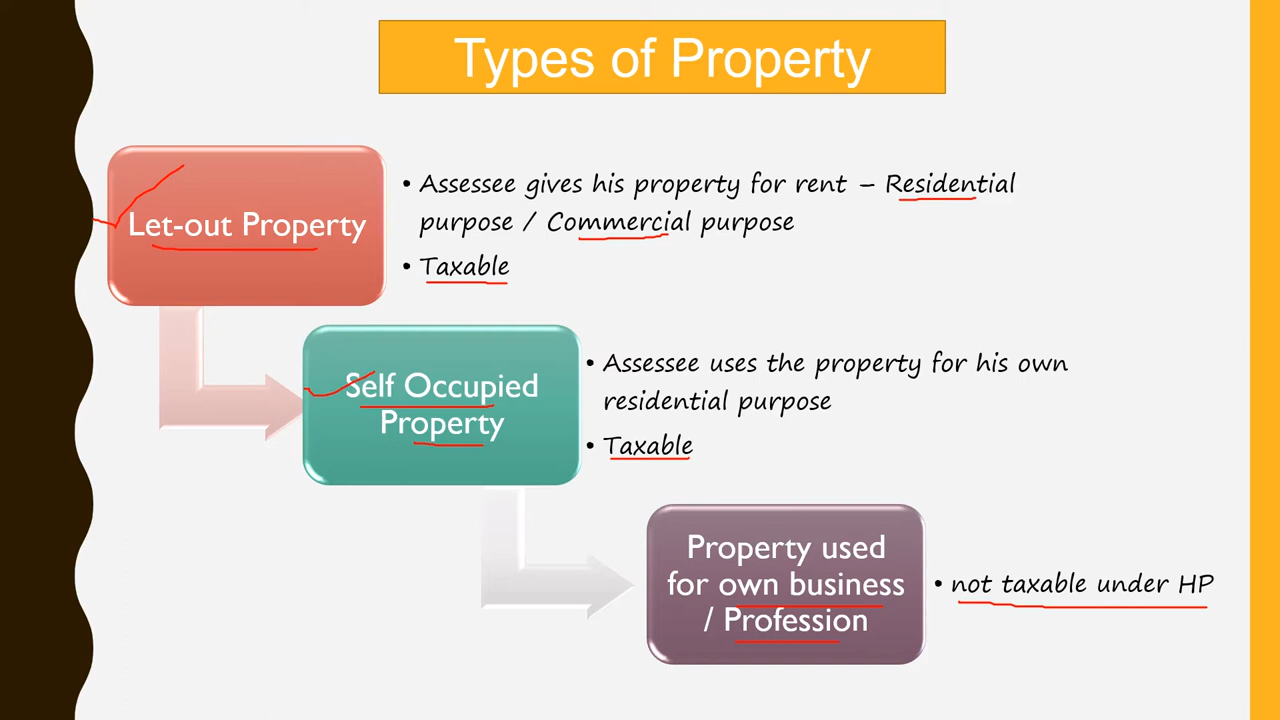 Types of Property
Let-out Property
• Assessee gives his property for rent – Residential
purpose / Commercial purpose
• Taxable
Self Occupied
Property
• Assessee uses the property for his own
residential purpose
• Taxable
Property used
for own business
/ Profession
• not taxable under HP